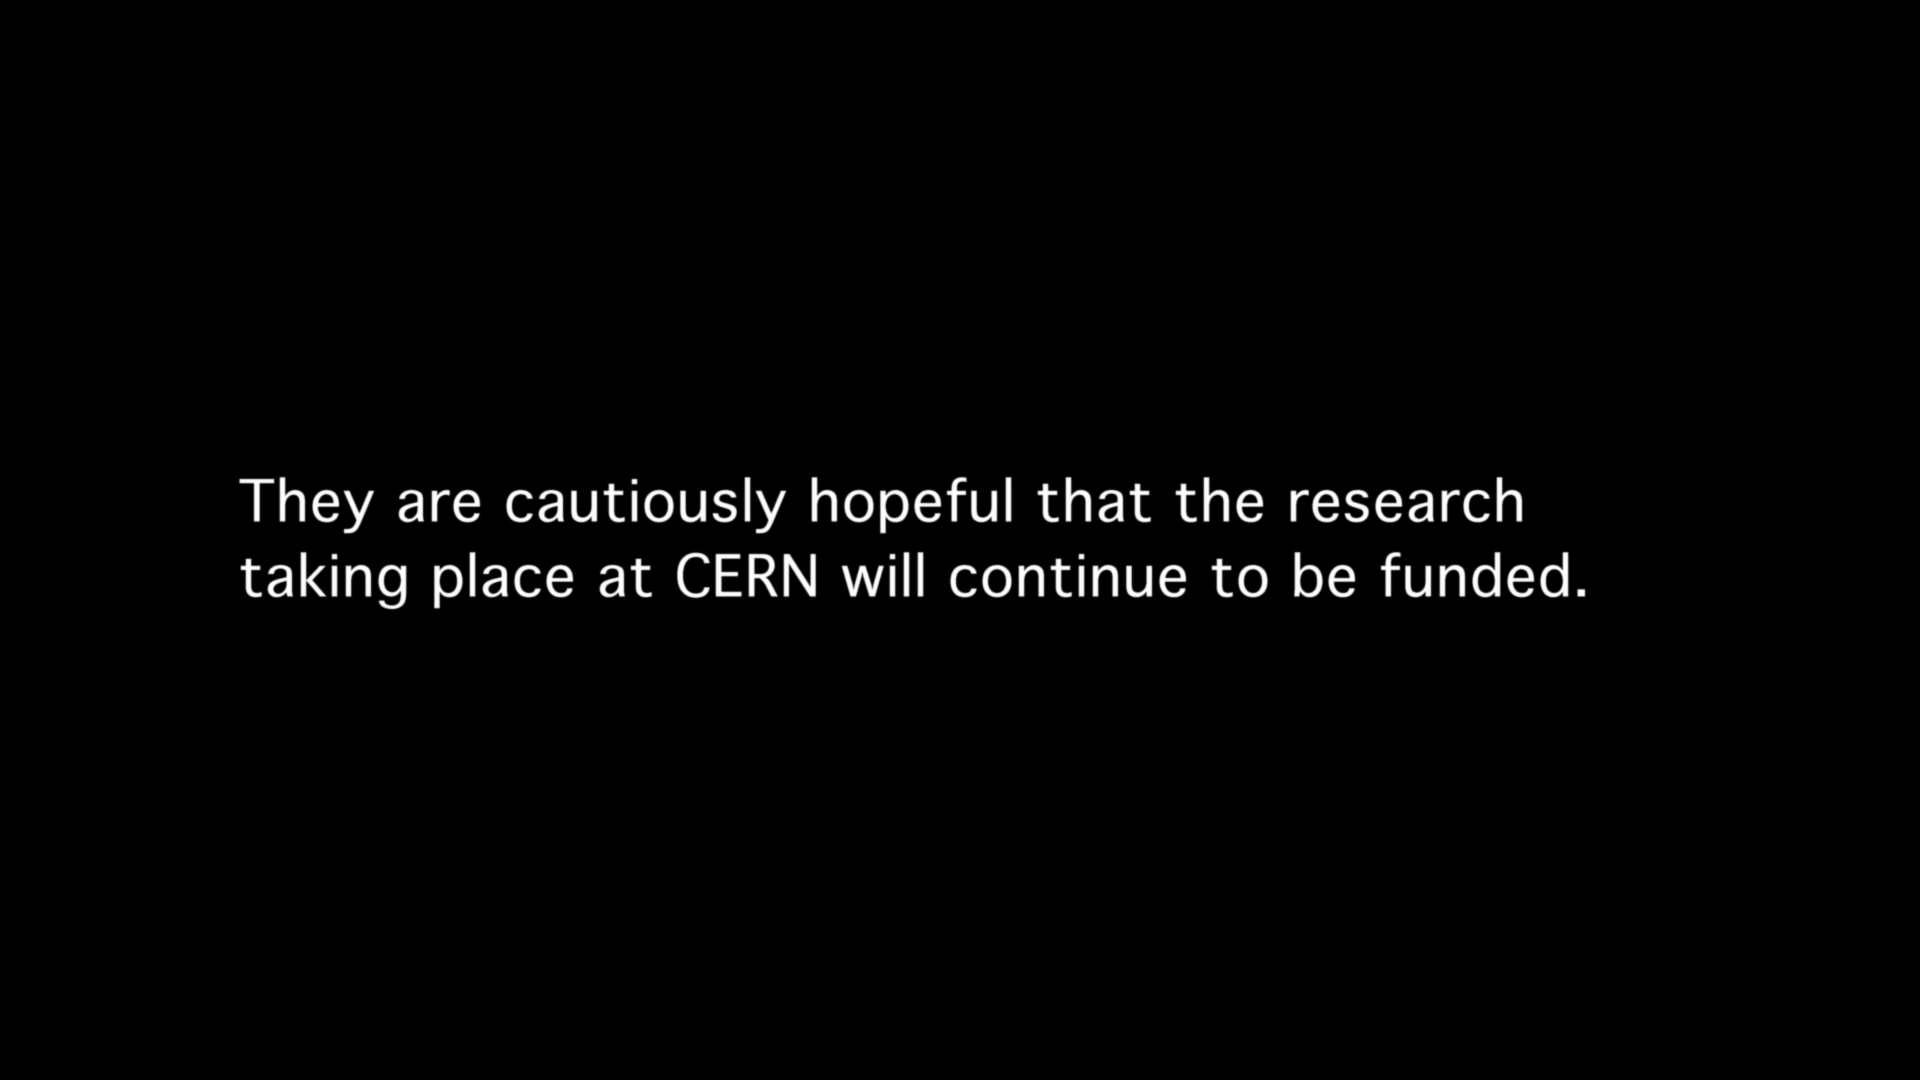 They are cautiously hopeful that the research
taking place at CERN will continue to be funded.